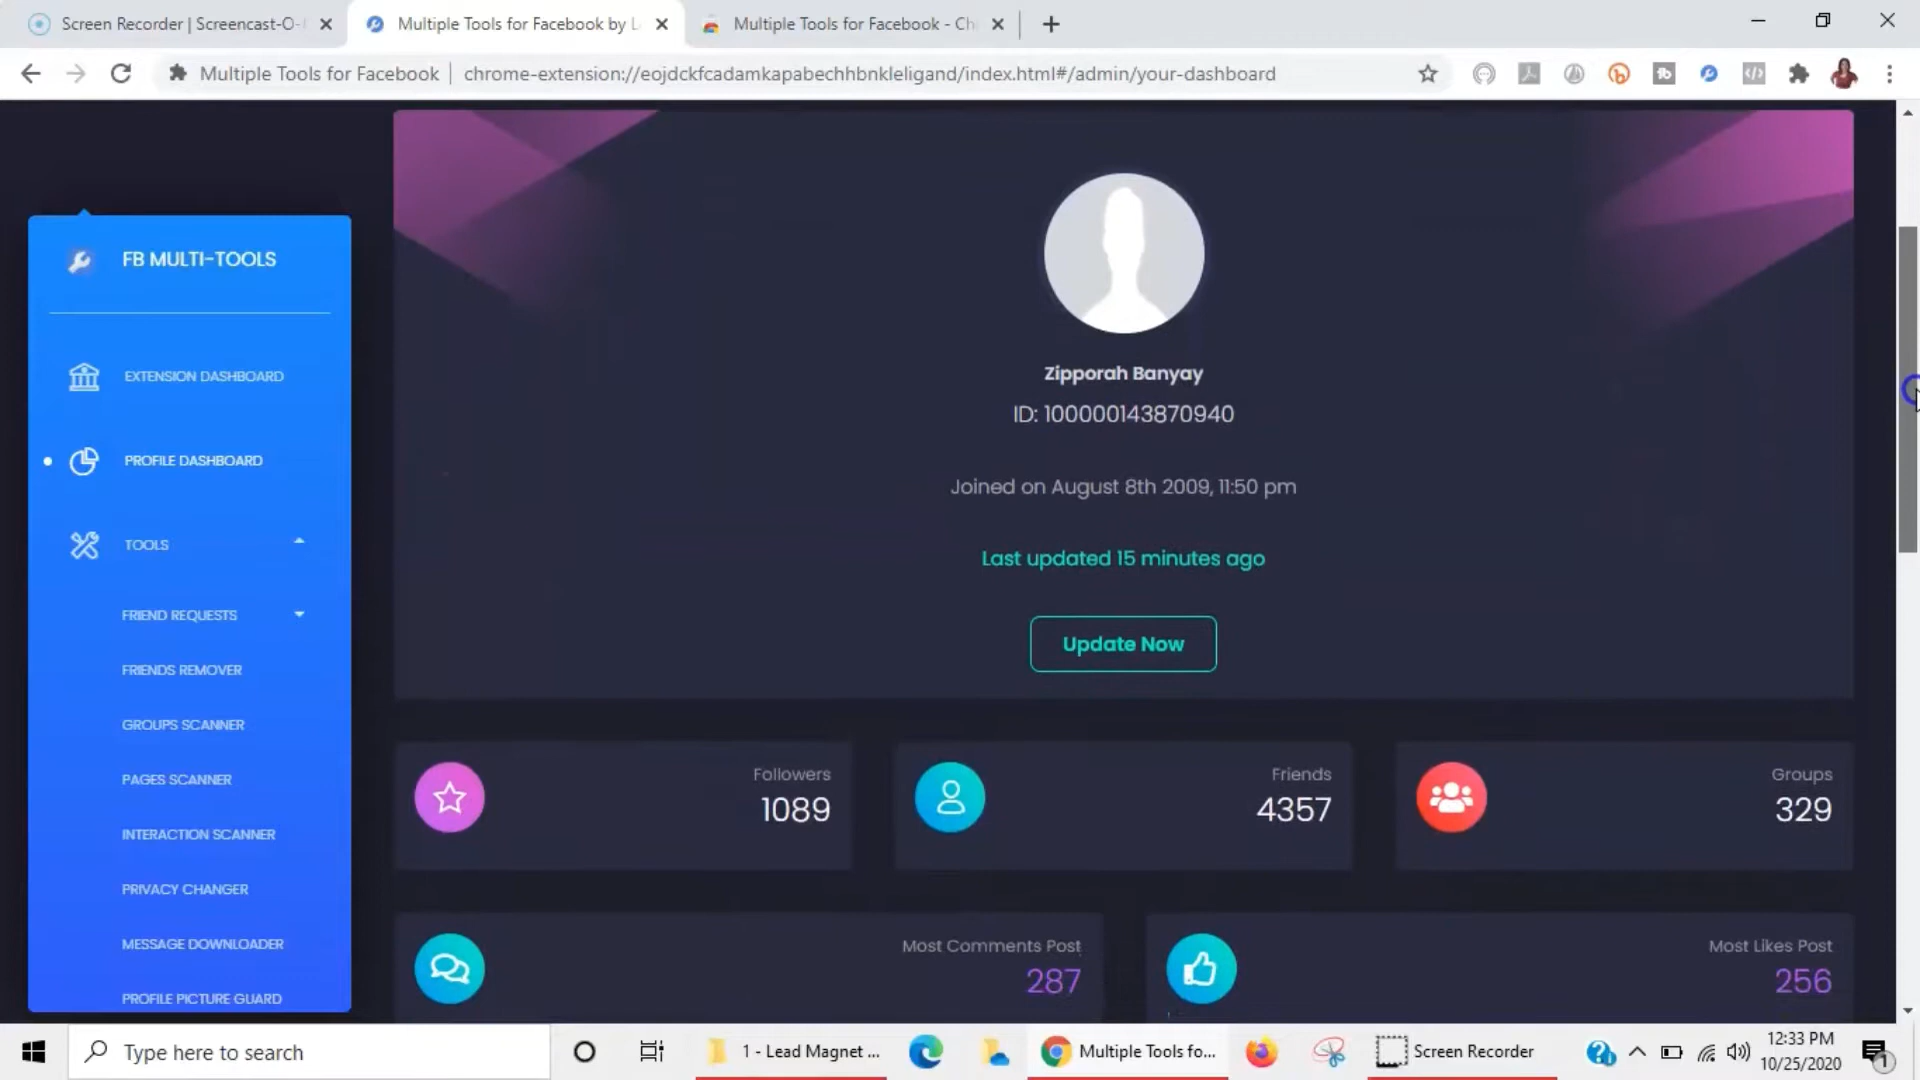 Screen Recorder | Screencast-O-
Multiple Tools for Facebook by L
Multiple Tools for Facebook - Ch
Multiple Tools for Facebook
chrome-extension://eojdckfcadamkapabechhbnkleligand/index.html#/admin/your-dashboard
FB MULTI-TOOLS
EXTENSION DASHBOARD
PROFILE DASHBOARD
TOOLS
FRIEND REQUESTS
FRIENDS REMOVER
GROUPS SCANNER
PAGES SCANNER
INTERACTION SCANNER
PRIVACY CHANGER
MESSAGE DOWNLOADER
PROFILE PICTURE GUARD
Zipporah Banyay
ID: 100000143870940
Joined on August 8th 2009, 11:50 pm
Last updated 15 minutes ago
Update Now
Followers
1089
Friends
4357
Groups
329
Most Comments Post
287
Most Likes Post
256
Type here to search
1 - Lead Magnet ...
Multiple Tools fo...
Screen Recorder
12:33 PM
10/25/2020
1